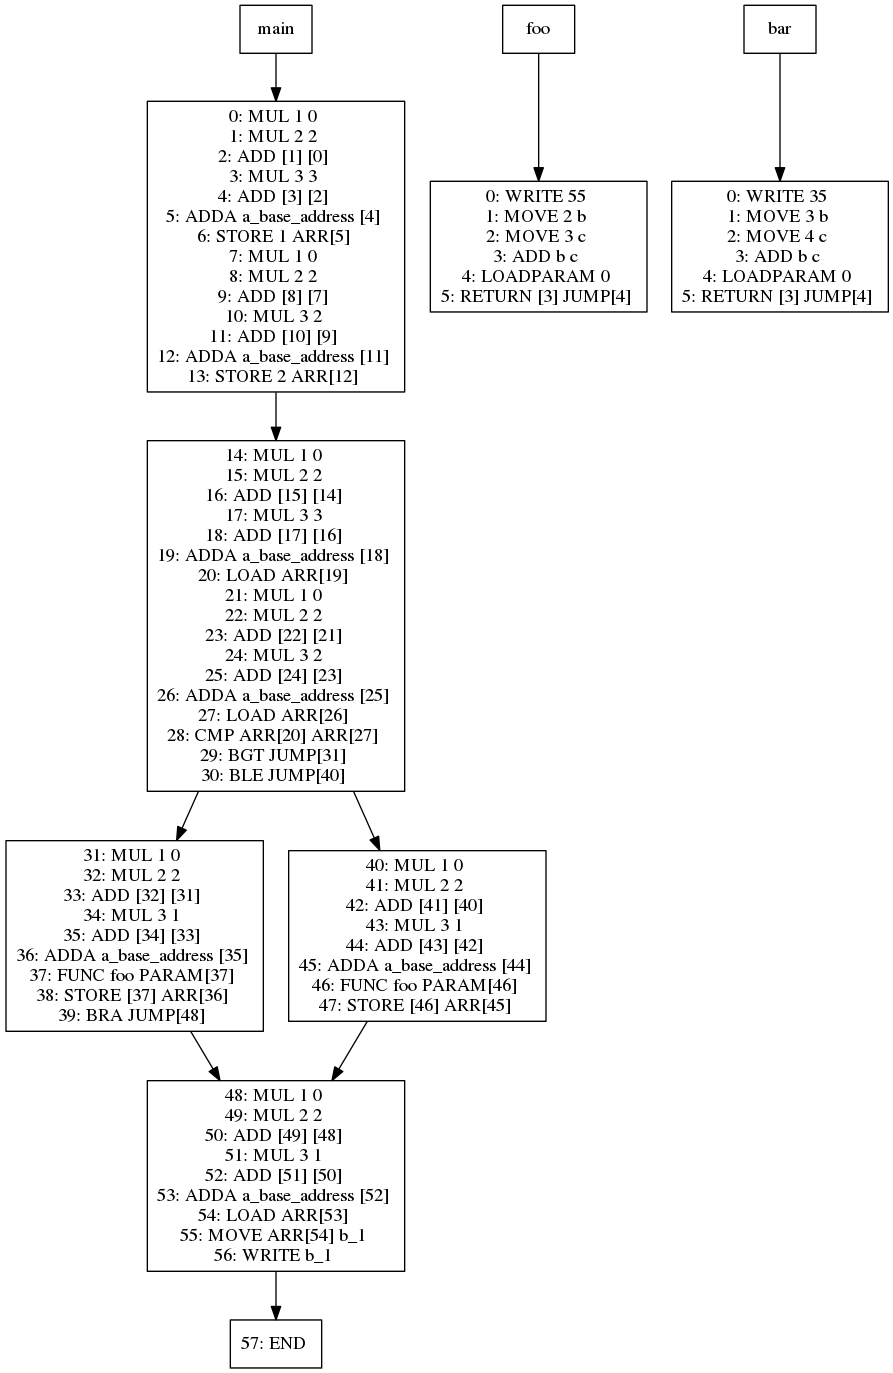 main
foo
bar
0: MUL 1 0
1: MUL 2 2
2: ADD [1] [0]
3: MUL 3 3
4: ADD [3] [2]
5: ADDA a_base_address [4]
6: STORE 1 ARR[5]
7: MUL 1 0
8: MUL 2 2
9: ADD [8] [7]
10: MUL 3 2
11: ADD [10] [9]
12: ADDA a_base_address [11]
13: STORE 2 ARR[12]
0: WRITE 55
1: MOVE 2 b
2: MOVE 3 c
3: ADD b c
4: LOADPARAM 0
5: RETURN [3] JUMP[4]
0: WRITE 35
1: MOVE 3 b
2: MOVE 4 c
3: ADD b c
4: LOADPARAM 0
5: RETURN [3] JUMP[4]
14: MUL 1 0
15: MUL 2 2
16: ADD [15] [14]
17: MUL 3 3
18: ADD [17] [16]
19: ADDA a_base_address [18]
20: LOAD ARR[19]
21: MUL 1 0
22: MUL 2 2
23: ADD [22] [21]
24: MUL 3 2
25: ADD [24] [23]
26: ADDA a_base_address [25]
27: LOAD ARR[26]
28: CMP ARR[20] ARR[27]
29: BGT JUMP[31]
30: BLE JUMP[40]
31: MUL 1 0
32: MUL 2 2
33: ADD [32] [31]
34: MUL 3 1
35: ADD [34] [33]
36: ADDA a_base_address [35]
37: FUNC foo PARAM[37]
38: STORE [37] ARR[36]
39: BRA JUMP[48]
40: MUL 1 0
41: MUL 2 2
42: ADD [41] [40]
43: MUL 3 1
44: ADD [43] [42]
45: ADDA a_base_address [44]
46: FUNC foo PARAM[46]
47: STORE [46] ARR[45]
48: MUL 1 0
49: MUL 2 2
50: ADD [49] [48]
51: MUL 3 1
52: ADD [51] [50]
53: ADDA a_base_address [52]
54: LOAD ARR[53]
55: MOVE ARR[54] b_1
56: WRITE b_1
57: END